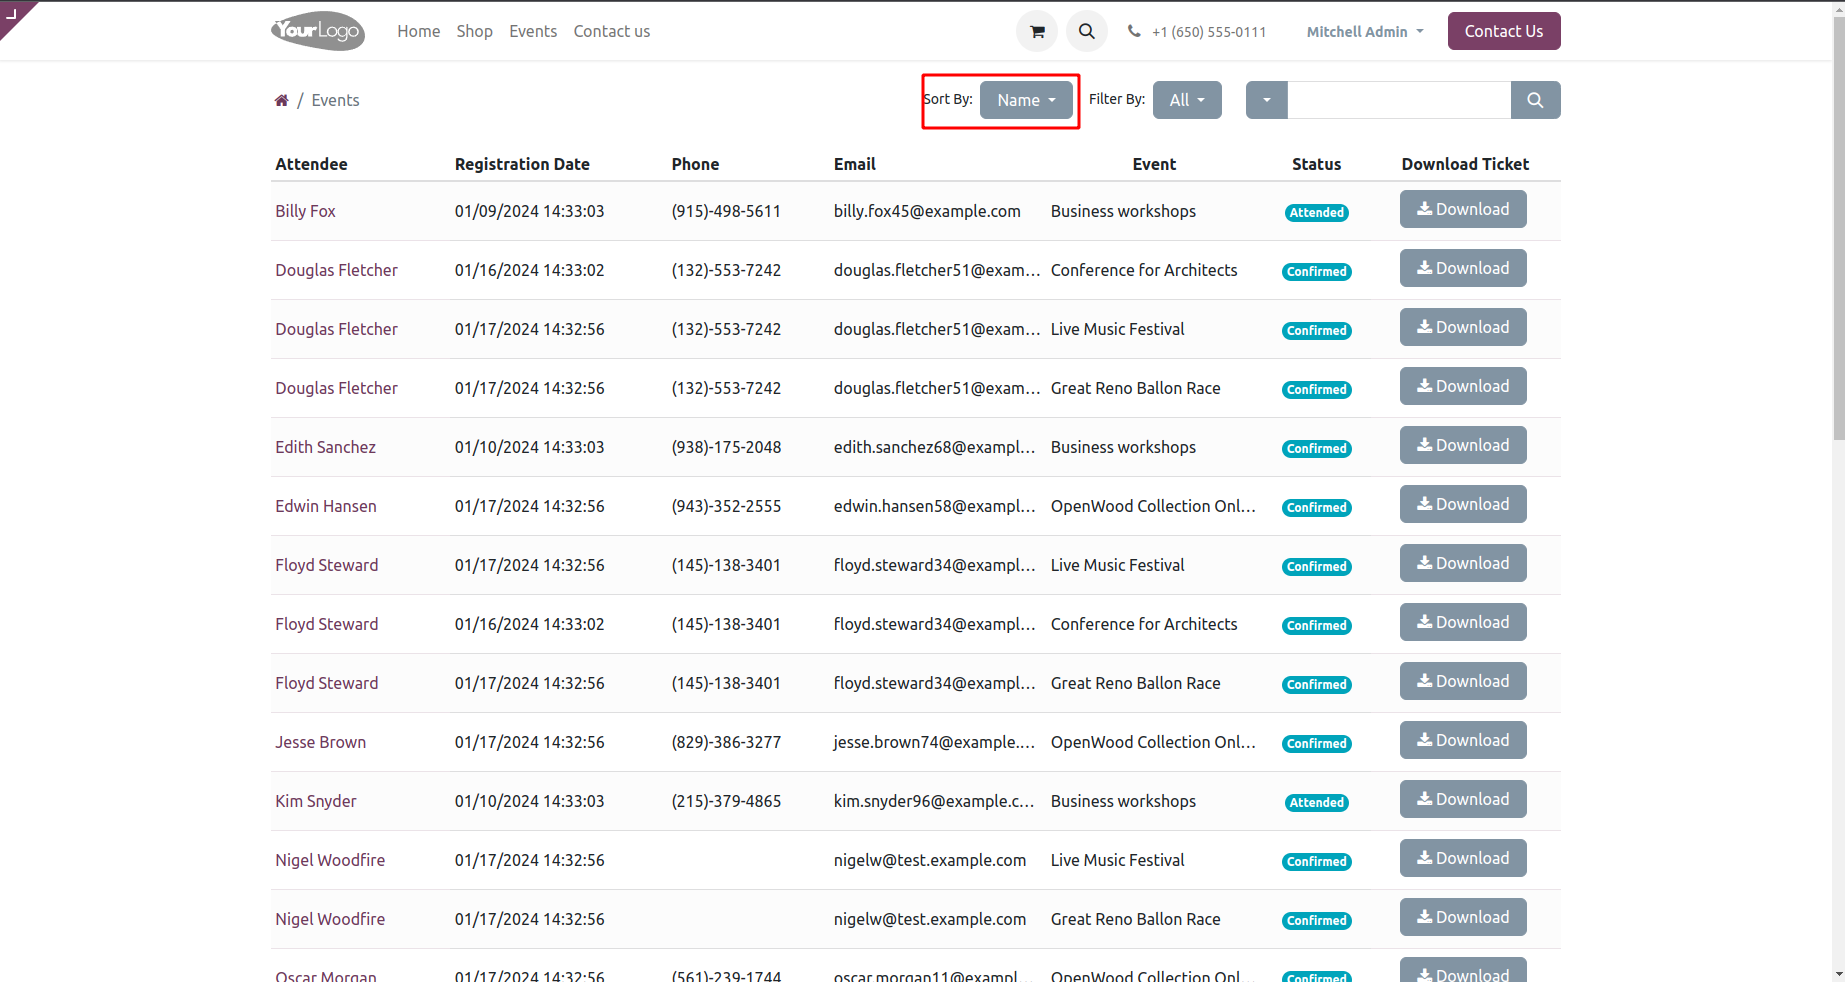 YourLogo Home Shop Events Contact us +1 (650) 555-0111 Mitchell Admin Contact Us
/ Events Sort By: Name Filter By: All
Attendee Registration Date Phone Email Event Status Download Ticket
Billy Fox 01/09/2024 14:33:03 (915)-498-5611 billy.fox45@example.com Business workshops Attended Download
Douglas Fletcher 01/16/2024 14:33:02 (132)-553-7242 douglas.fletcher51@exam... Conference for Architects Confirmed Download
Douglas Fletcher 01/17/2024 14:32:56 (132)-553-7242 douglas.fletcher51@exam... Live Music Festival Confirmed Download
Douglas Fletcher 01/17/2024 14:32:56 (132)-553-7242 douglas.fletcher51@exam... Great Reno Ballon Race Confirmed Download
Edith Sanchez 01/10/2024 14:33:03 (938)-175-2048 edith.sanchez68@exampl... Business workshops Confirmed Download
Edwin Hansen 01/17/2024 14:32:56 (943)-352-2555 edwin.hansen58@exampl... OpenWood Collection Onl... Confirmed Download
Floyd Steward 01/17/2024 14:32:56 (145)-138-3401 floyd.steward34@exampl... Live Music Festival Confirmed Download
Floyd Steward 01/16/2024 14:33:02 (145)-138-3401 floyd.steward34@exampl... Conference for Architects Confirmed Download
Floyd Steward 01/17/2024 14:32:56 (145)-138-3401 floyd.steward34@exampl... Great Reno Ballon Race Confirmed Download
Jesse Brown 01/17/2024 14:32:56 (829)-386-3277 jesse.brown74@example.... OpenWood Collection Onl... Confirmed Download
Kim Snyder 01/10/2024 14:33:03 (215)-379-4865 kim.snyder96@example.c... Business workshops Attended Download
Nigel Woodfire 01/17/2024 14:32:56 nigelw@test.example.com Live Music Festival Confirmed Download
Nigel Woodfire 01/17/2024 14:32:56 nigelw@test.example.com Great Reno Ballon Race Confirmed Download
Oscar Morgan 01/17/2024 14:32:56 (561)-239-1744 oscar.morgan11@exampl... OpenWood Collection Onl... Confirmed Download